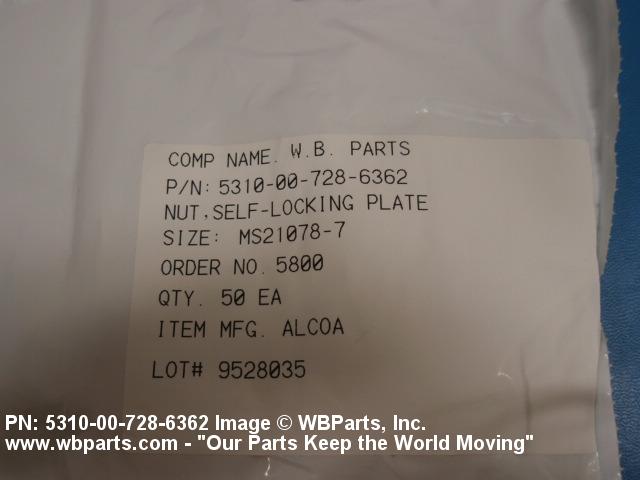 COMP NAME. W.B. PARTS
P/N: 5310-00-728-6362
NUT,SELF-LOCKING PLATE
SIZE: MS21078-7
ORDER NO. 5800
QTY. 50 EA
ITEM MFG. ALCOA
LOT# 9528035
PN: 5310-00-728-6362 Image © WBParts, Inc.
www.wbparts.com - "Our Parts Keep the World Moving"